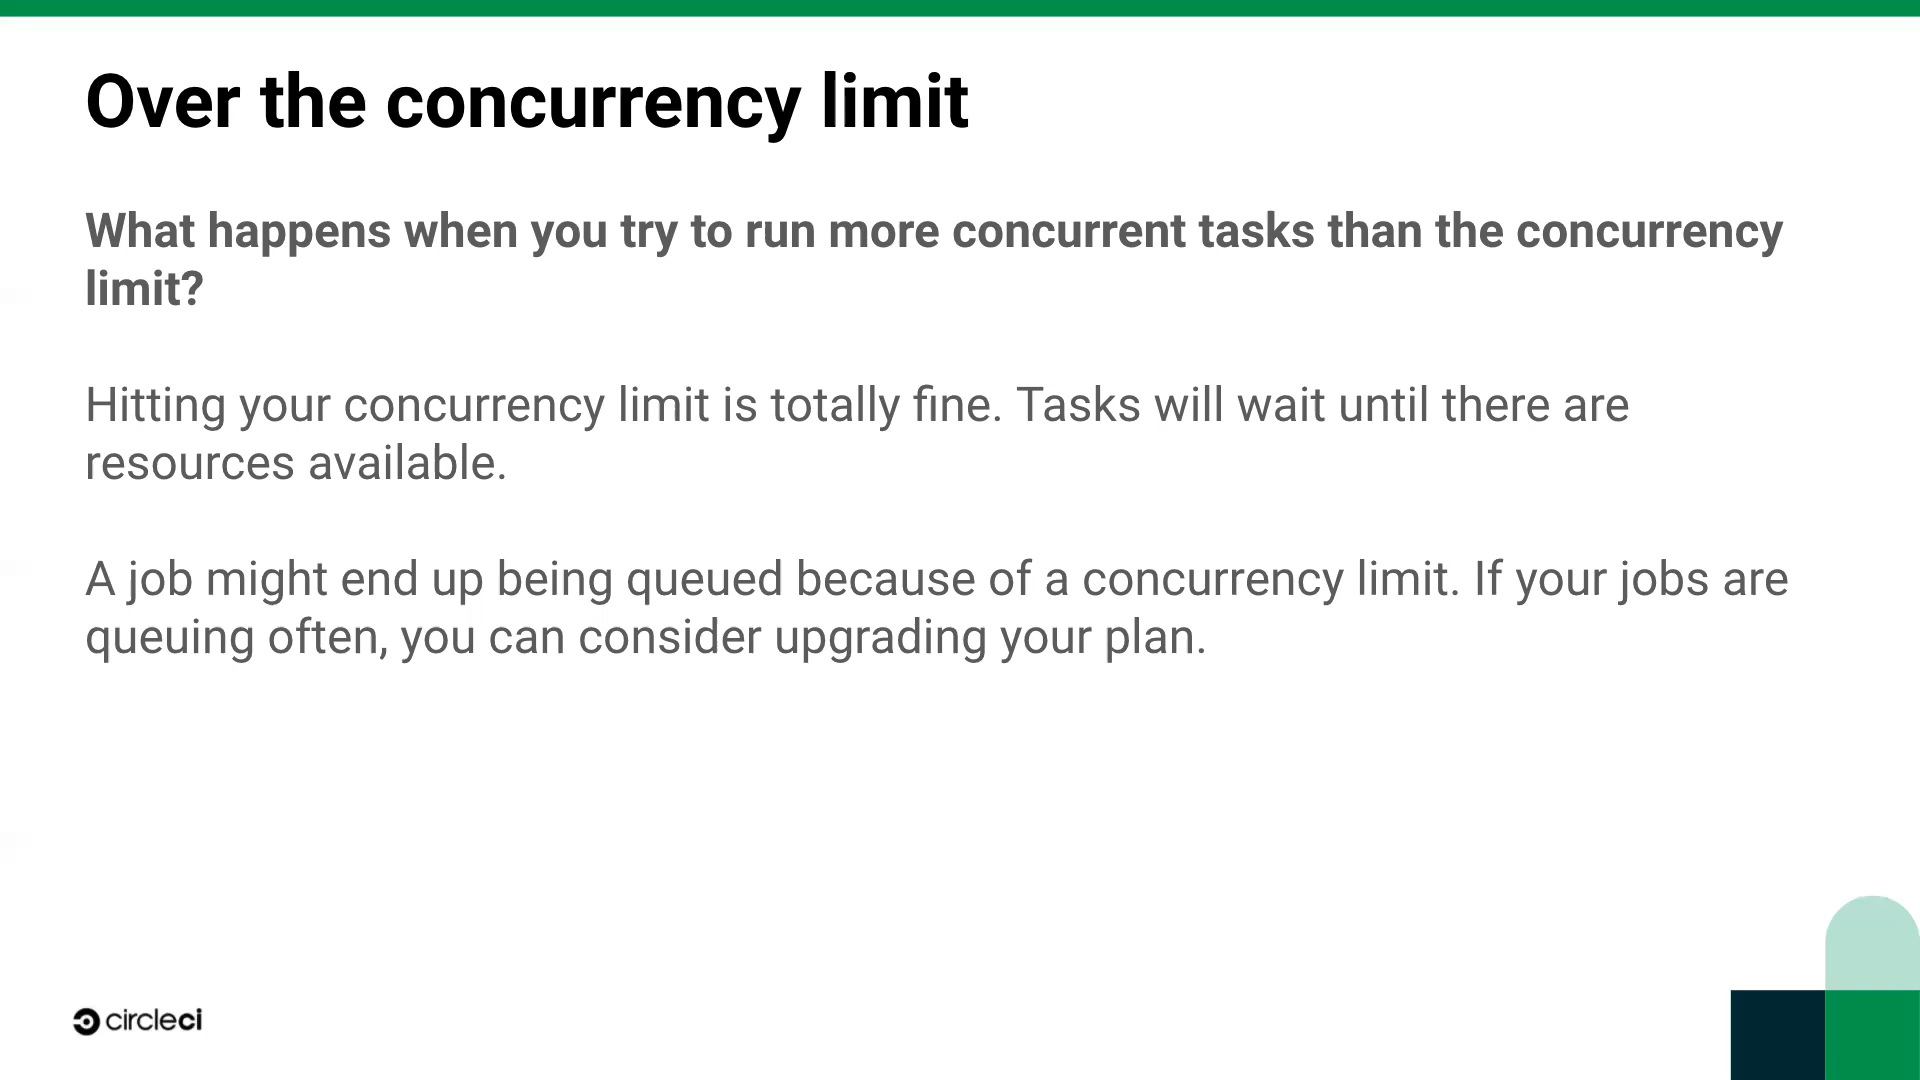 Over the concurrency limit
What happens when you try to run more concurrent tasks than the concurrency
limit?
Hitting your concurrency limit is totally fine. Tasks will wait until there are
resources available.
A job might end up being queued because of a concurrency limit. If your jobs are
queuing often, you can consider upgrading your plan.
circleci